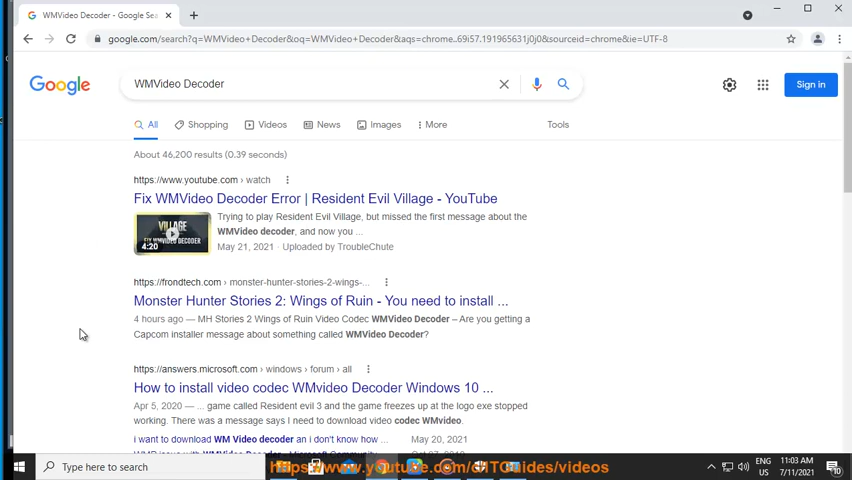 WMVideo Decoder - Google Sea
google.com/search?q=WMVideo+Decoder&oq=WMVideo+Decoder&aqs=chrome..69i57.191965631j0j0&sourceid=chrome&ie=UTF-8
Google
WMVideo Decoder
Sign in
All Shopping Videos News Images More Tools
About 46,200 results (0.39 seconds)
https://www.youtube.com › watch
Fix WMVideo Decoder Error | Resident Evil Village - YouTube
VILLAGE
FIX WMVIDEO DECODER
4:20
Trying to play Resident Evil Village, but missed the first message about the
WMVideo decoder, and now you ...
May 21, 2021 · Uploaded by TroubleChute
https://frondtech.com › monster-hunter-stories-2-wings-...
Monster Hunter Stories 2: Wings of Ruin - You need to install ...
4 hours ago — MH Stories 2 Wings of Ruin Video Codec WMVideo Decoder – Are you getting a
Capcom installer message about something called WMVideo Decoder?
https://answers.microsoft.com › windows › forum › all
How to install video codec WMvideo Decoder Windows 10 ...
Apr 5, 2020 — ... game called Resident evil 3 and the game freezes up at the logo exe stopped
working. There was a message says I need to download video codec WMvideo.
i want to download WM Video decoder an i don't know how ... May 20, 2021
Type here to search
https://www.youtube.com/c/HTGuides/videos
ENG
US
11:03 AM
7/11/2021
10